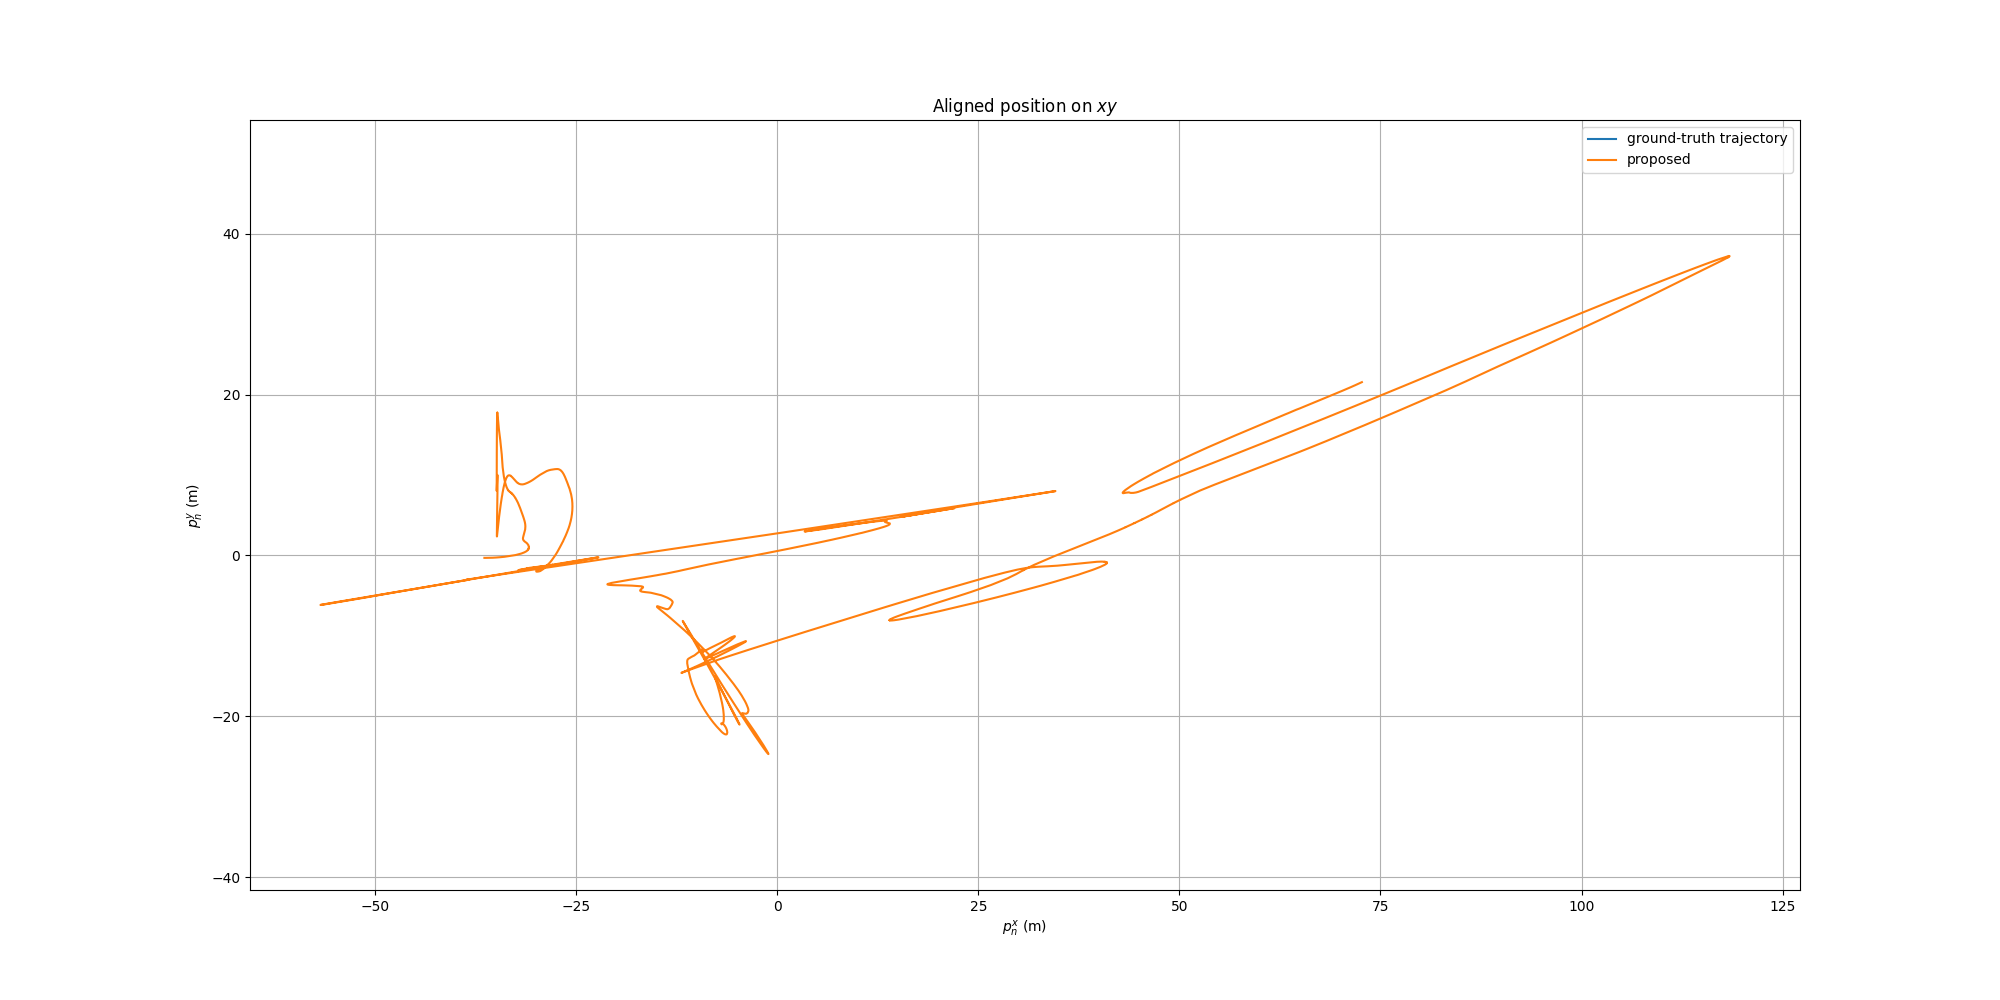 Aligned position on xy
ground-truth trajectory
proposed
40
20
0
−20
−40
p_n^y (m)
−50 −25 0 25 50 75 100 125
p_n^x (m)